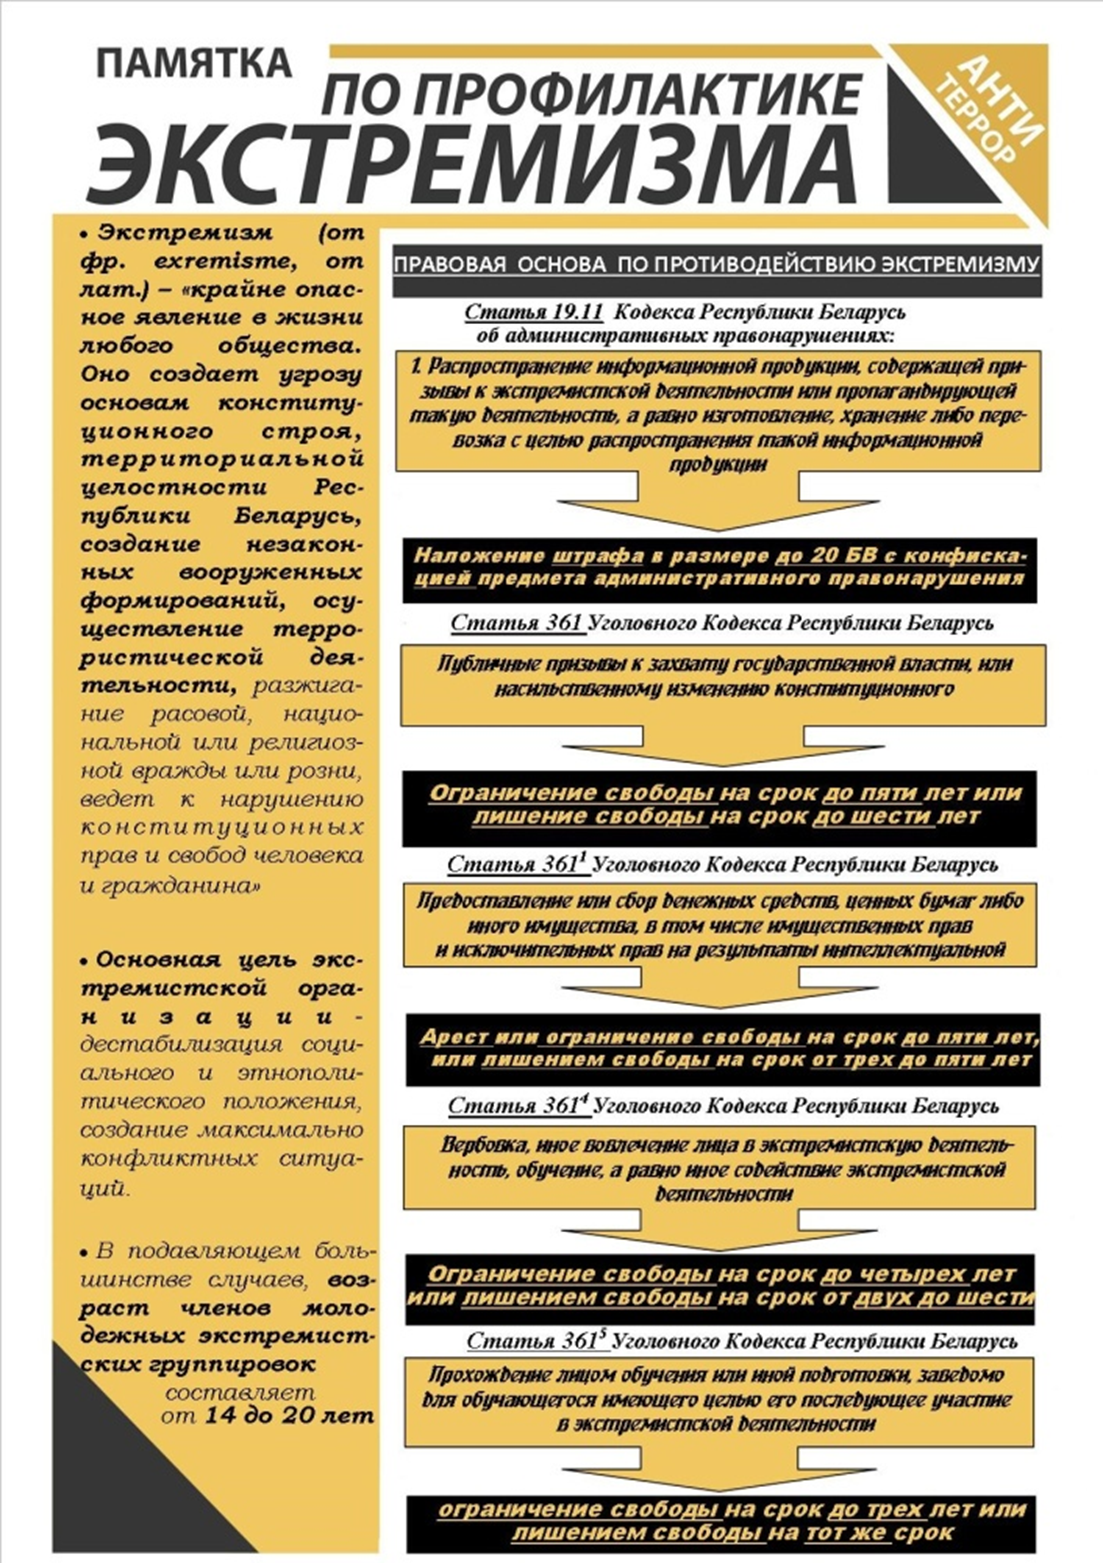 ПАМЯТКА
ПО ПРОФИЛАКТИКЕ
ЭКСТРЕМИЗМА
АНТИ
ТЕРРОР
• Экстремизм (от
фр. exremisme, от
лат.) – «крайне опас-
ное явление в жизни
любого общества.
Оно создает угрозу
основам конститу-
ционного строя,
территориальной
целостности Рес-
публики Беларусь,
создание незакон-
ных вооруженных
формирований, осу-
ществление терро-
ристической дея-
тельности, разжига-
ние расовой, нацио-
нальной или религиоз-
ной вражды или розни,
ведет к нарушению
конституционных
прав и свобод человека
и гражданина»
• Основная цель экс-
тремистской орга-
низации -
дестабилизация соци-
ального и этнополи-
тического положения,
создание максимально
конфликтных ситуа-
ций.
• В подавляющем боль-
шинстве случаев, воз-
раст членов моло-
дежных экстремист-
ских группировок
составляет
от 14 до 20 лет
ПРАВОВАЯ ОСНОВА ПО ПРОТИВОДЕЙСТВИЮ ЭКСТРЕМИЗМУ
Статья 19.11 Кодекса Республики Беларусь
об административных правонарушениях:
1. Распространение информационной продукции, содержащей при-
зывы к экстремистской деятельности или пропагандирующей
такую деятельность, а равно изготовление, хранение либо пере-
возка с целью распространения такой информационной
продукции
Наложение штрафа в размере до 20 БВ с конфиска-
цией предмета административного правонарушения
Статья 361 Уголовного Кодекса Республики Беларусь
Публичные призывы к захвату государственной власти, или
насильственному изменению конституционного
Ограничение свободы на срок до пяти лет или
лишение свободы на срок до шести лет
Статья 361¹ Уголовного Кодекса Республики Беларусь
Предоставление или сбор денежных средств, ценных бумаг либо
иного имущества, в том числе имущественных прав
и исключительных прав на результаты интеллектуальной
Арест или ограничение свободы на срок до пяти лет,
или лишением свободы на срок от трех до пяти лет
Статья 361⁴ Уголовного Кодекса Республики Беларусь
Вербовка, иное вовлечение лица в экстремистскую деятель-
ность, обучение, а равно иное содействие экстремистской
деятельности
Ограничение свободы на срок до четырех лет
или лишением свободы на срок от двух до шести
Статья 361⁵ Уголовного Кодекса Республики Беларусь
Прохождение лицом обучения или иной подготовки, заведомо
для обучающегося имеющего целью его последующее участие
в экстремистской деятельности
ограничение свободы на срок до трех лет или
лишением свободы на тот же срок